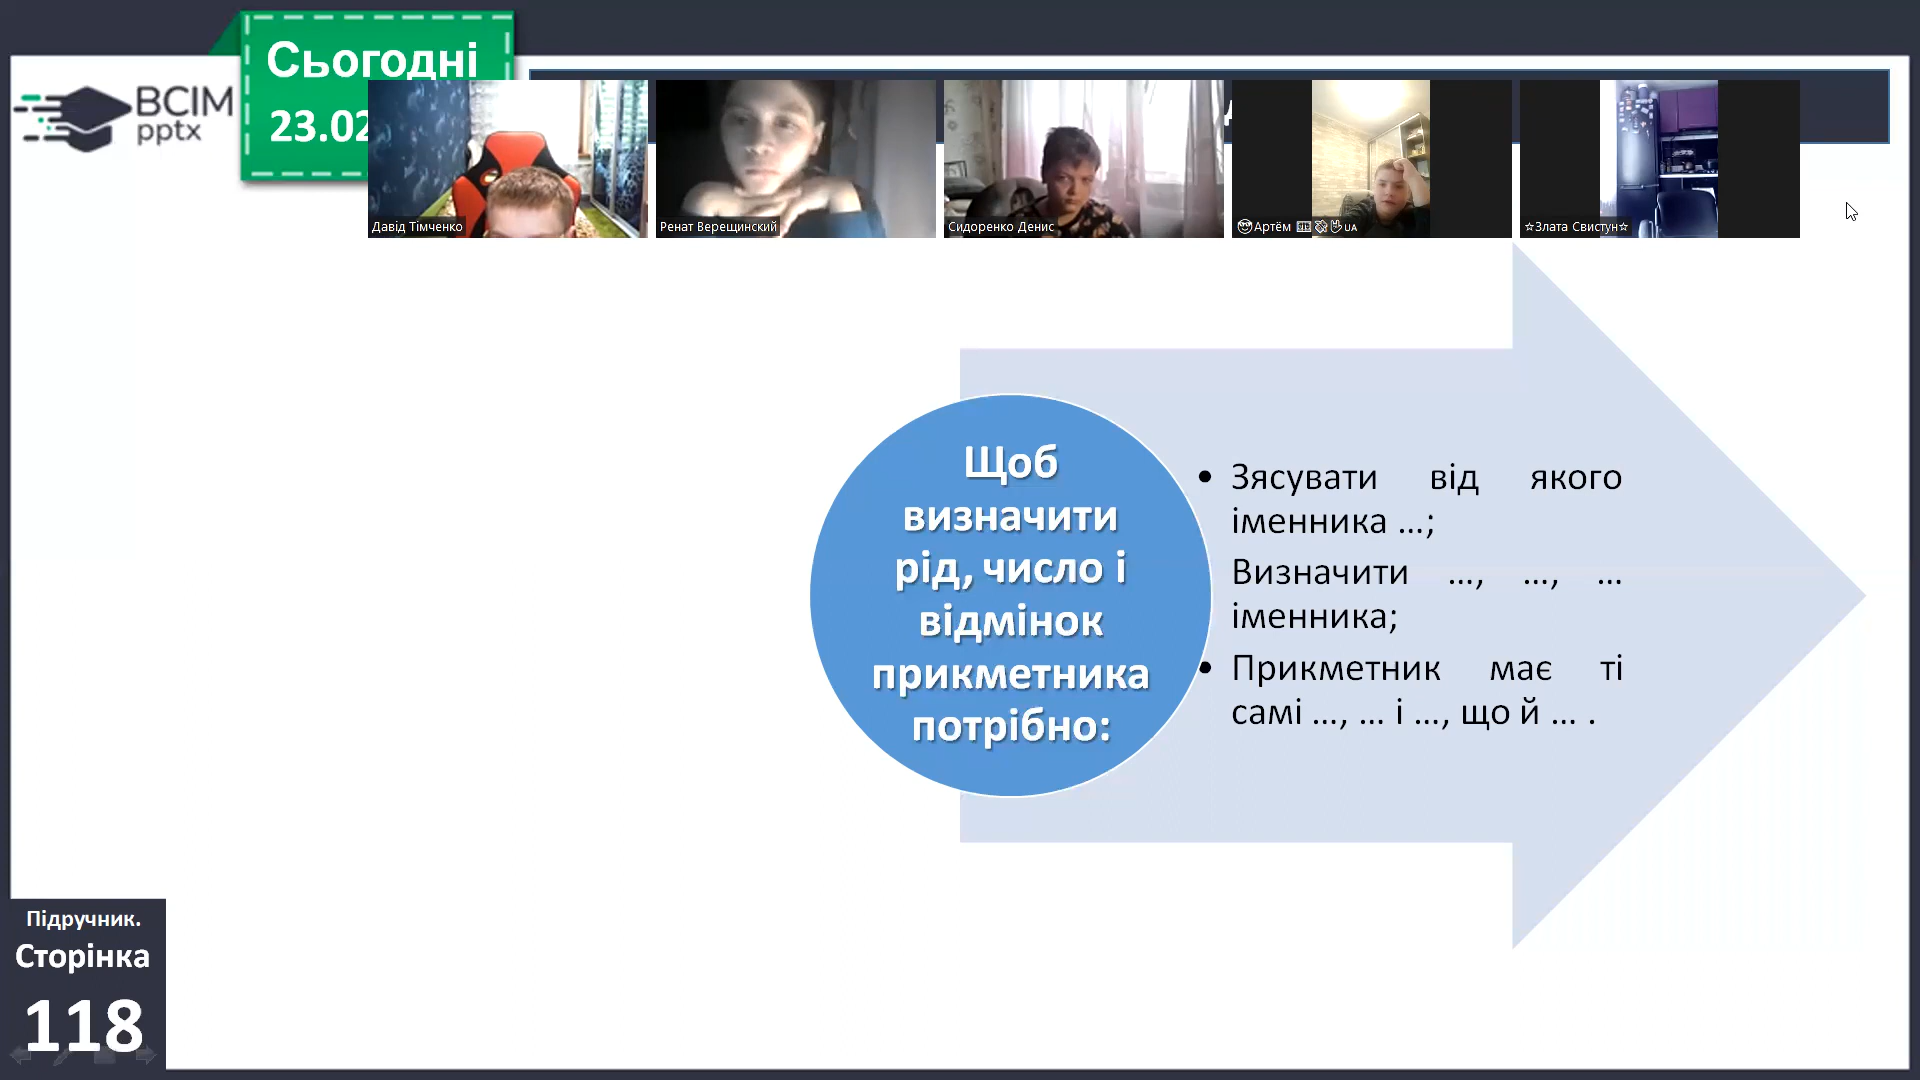 Сьогодні
23.02
ВСІМ
pptx
Давід Тімченко
Ренат Верещинский
Сидоренко Денис
Артём UA
☆Злата Свистун☆
Щоб
визначити
рід, число і
відмінок
прикметника
потрібно:
• Зясувати від якого
іменника ...;
Визначити ..., ..., ...
іменника;
• Прикметник має ті
самі ..., ... і ..., що й ... .
Підручник.
Сторінка
118